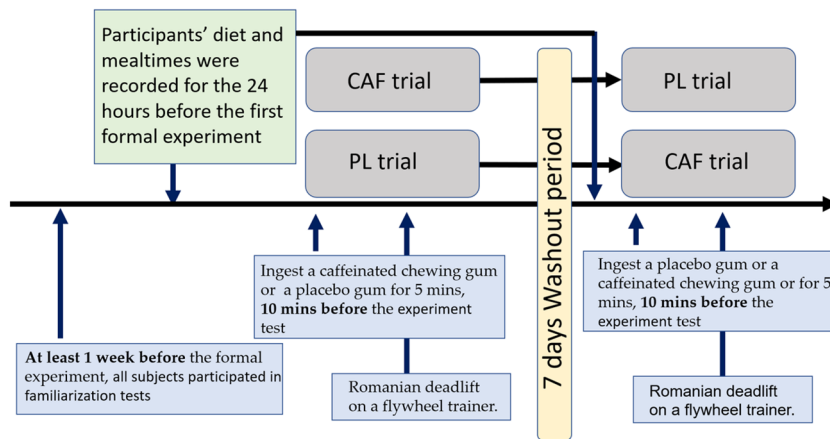 Participants' diet and
mealtimes were
recorded for the 24
hours before the first
formal experiment
CAF trial
PL trial
PL trial
CAF trial
7 days Washout period
Ingest a caffeinated chewing gum
or a placebo gum for 5 mins,
10 mins before the experiment
test
Ingest a placebo gum or a
caffeinated chewing gum or for 5
mins, 10 mins before the
experiment test
At least 1 week before the formal
experiment, all subjects participated in
familiarization tests
Romanian deadlift
on a flywheel trainer.
Romanian deadlift
on a flywheel trainer.